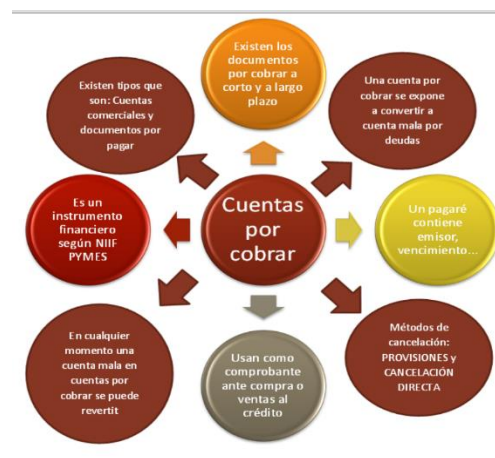 Existen los
documentos
por cobrar a
corto y a largo
plazo
Existen tipos que
son: Cuentas
comerciales y
documentos por
pagar
Una cuenta por
cobrar se expone
a convertir a
cuenta mala por
deudas
Es un
instrumento
financiero
según NIIF
PYMES
Cuentas
por
cobrar
Un pagaré
contiene
emisor,
vencimiento...
En cualquier
momento una
cuenta mala en
cuentas por
cobrar se puede
revertit
Usan como
comprobante
ante compra o
ventas al
crédito
Métodos de
cancelación:
PROVISIONES y
CANCELACIÓN
DIRECTA